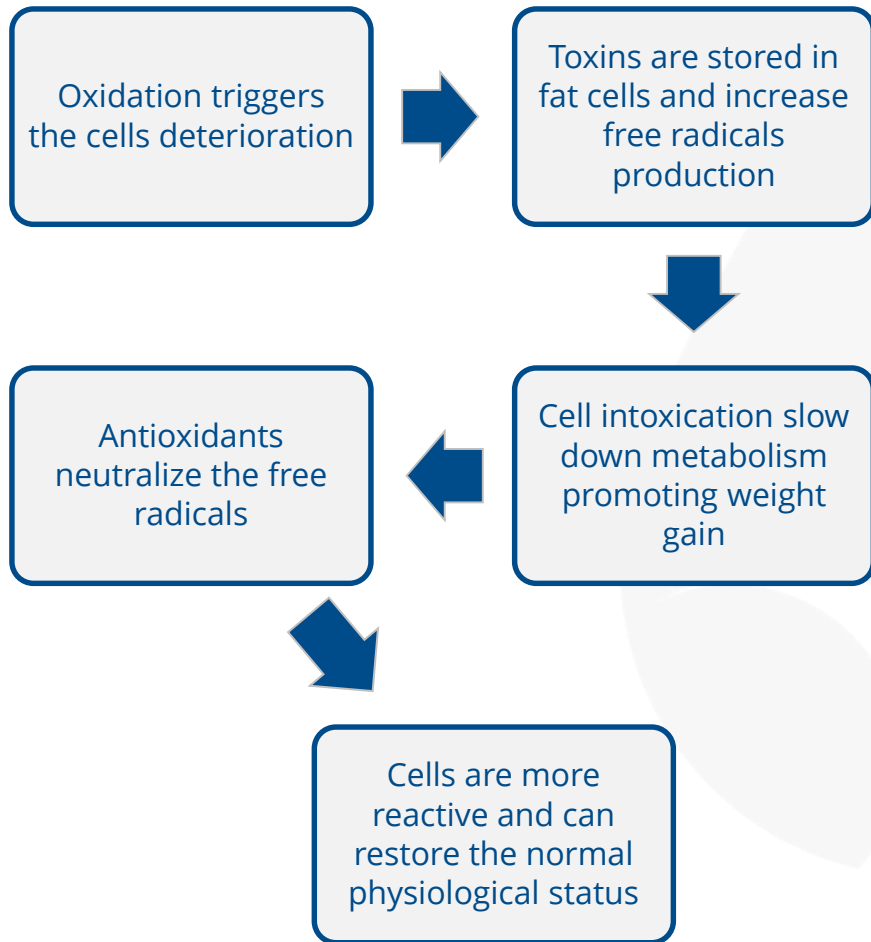 Oxidation triggers
the cells deterioration
Toxins are stored in
fat cells and increase
free radicals
production
Cell intoxication slow
down metabolism
promoting weight
gain
Antioxidants
neutralize the free
radicals
Cells are more
reactive and can
restore the normal
physiological status